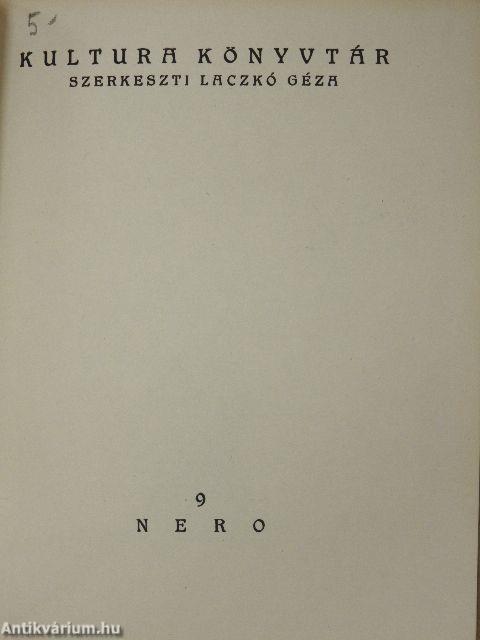 5
KULTURA KÖNYVTÁR
SZERKESZTI LACZKÓ GÉZA
9
NERO
Antikvárium.hu